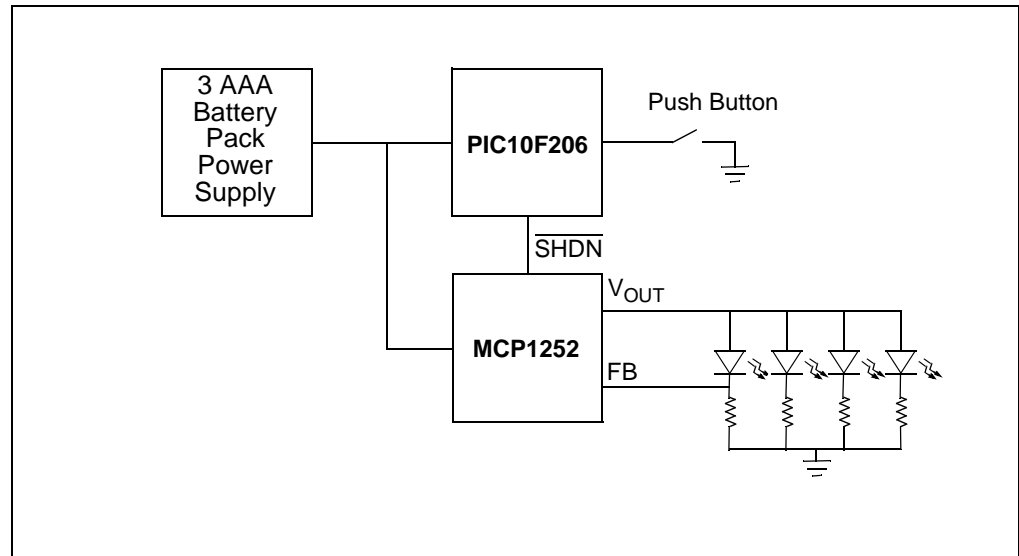 3 AAA
Battery
Pack
Power
Supply
PIC10F206
Push Button
SHDN
MCP1252
VOUT
FB